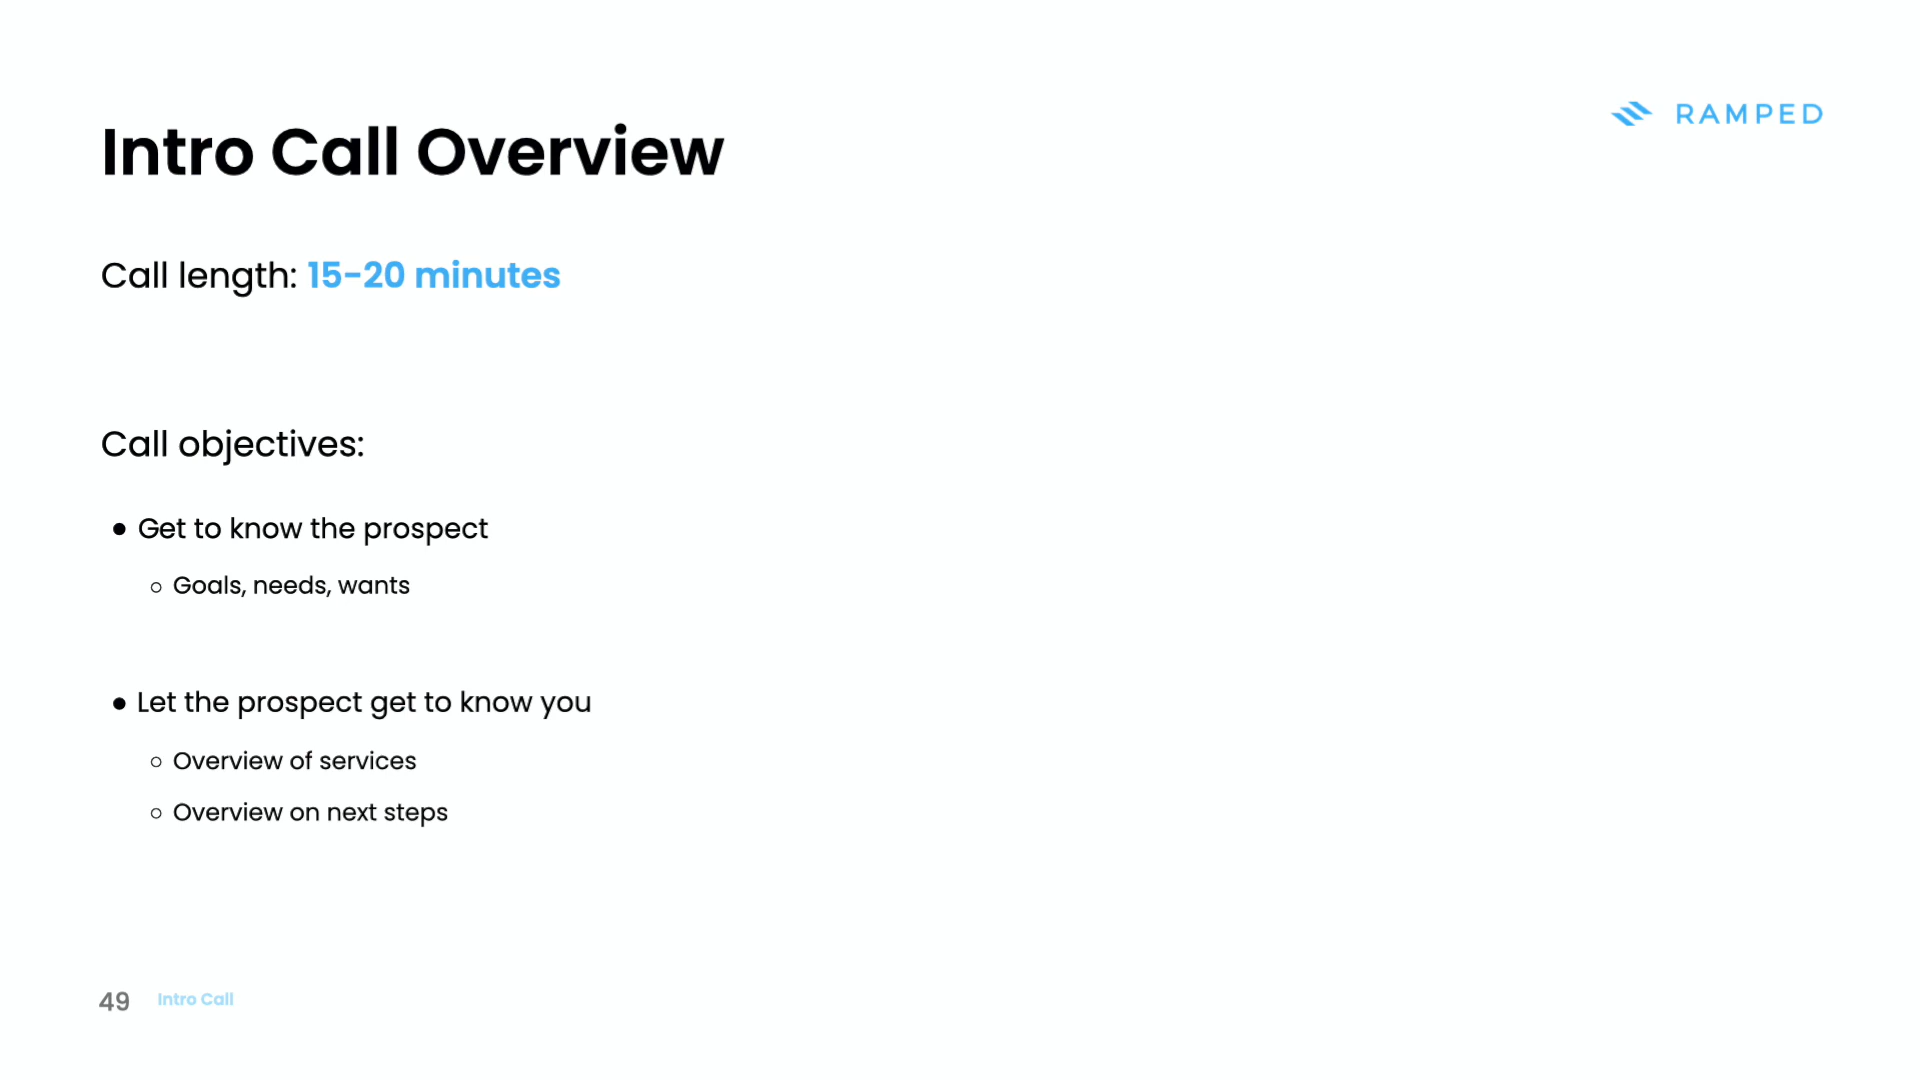 RAMPED
Intro Call Overview
Call length: 15-20 minutes
Call objectives:
● Get to know the prospect
○ Goals, needs, wants
● Let the prospect get to know you
○ Overview of services
○ Overview on next steps
49 Intro Call